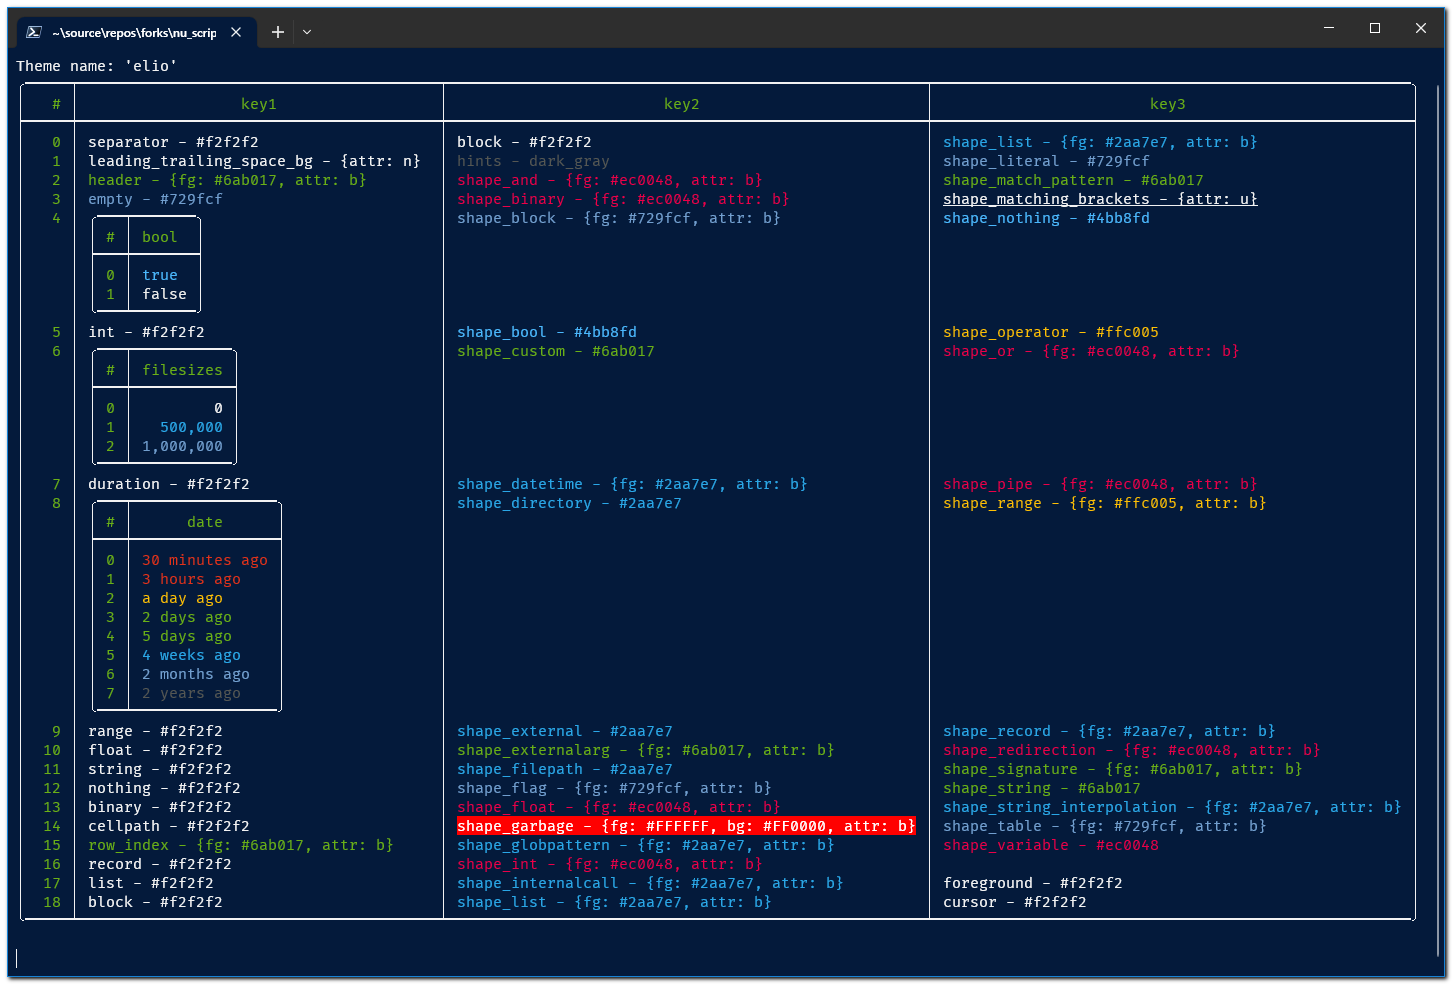 ~\source\repos\forks\nu_scrip
Theme name: 'elio'
# key1 key2 key3
0 separator - #f2f2f2 block - #f2f2f2 shape_list - {fg: #2aa7e7, attr: b}
1 leading_trailing_space_bg - {attr: n} hints - dark_gray shape_literal - #729fcf
2 header - {fg: #6ab017, attr: b} shape_and - {fg: #ec0048, attr: b} shape_match_pattern - #6ab017
3 empty - #729fcf shape_binary - {fg: #ec0048, attr: b} shape_matching_brackets - {attr: u}
4 shape_block - {fg: #729fcf, attr: b} shape_nothing - #4bb8fd
# bool
0 true
1 false
5 int - #f2f2f2 shape_bool - #4bb8fd shape_operator - #ffc005
6 shape_custom - #6ab017 shape_or - {fg: #ec0048, attr: b}
# filesizes
0 0
1 500,000
2 1,000,000
7 duration - #f2f2f2 shape_datetime - {fg: #2aa7e7, attr: b} shape_pipe - {fg: #ec0048, attr: b}
8 shape_directory - #2aa7e7 shape_range - {fg: #ffc005, attr: b}
# date
0 30 minutes ago
1 3 hours ago
2 a day ago
3 2 days ago
4 5 days ago
5 4 weeks ago
6 2 months ago
7 2 years ago
9 range - #f2f2f2 shape_external - #2aa7e7 shape_record - {fg: #2aa7e7, attr: b}
10 float - #f2f2f2 shape_externalarg - {fg: #6ab017, attr: b} shape_redirection - {fg: #ec0048, attr: b}
11 string - #f2f2f2 shape_filepath - #2aa7e7 shape_signature - {fg: #6ab017, attr: b}
12 nothing - #f2f2f2 shape_flag - {fg: #729fcf, attr: b} shape_string - #6ab017
13 binary - #f2f2f2 shape_float - {fg: #ec0048, attr: b} shape_string_interpolation - {fg: #2aa7e7, attr: b}
14 cellpath - #f2f2f2 shape_garbage - {fg: #FFFFFF, bg: #FF0000, attr: b} shape_table - {fg: #729fcf, attr: b}
15 row_index - {fg: #6ab017, attr: b} shape_globpattern - {fg: #2aa7e7, attr: b} shape_variable - #ec0048
16 record - #f2f2f2 shape_int - {fg: #ec0048, attr: b}
17 list - #f2f2f2 shape_internalcall - {fg: #2aa7e7, attr: b} foreground - #f2f2f2
18 block - #f2f2f2 shape_list - {fg: #2aa7e7, attr: b} cursor - #f2f2f2